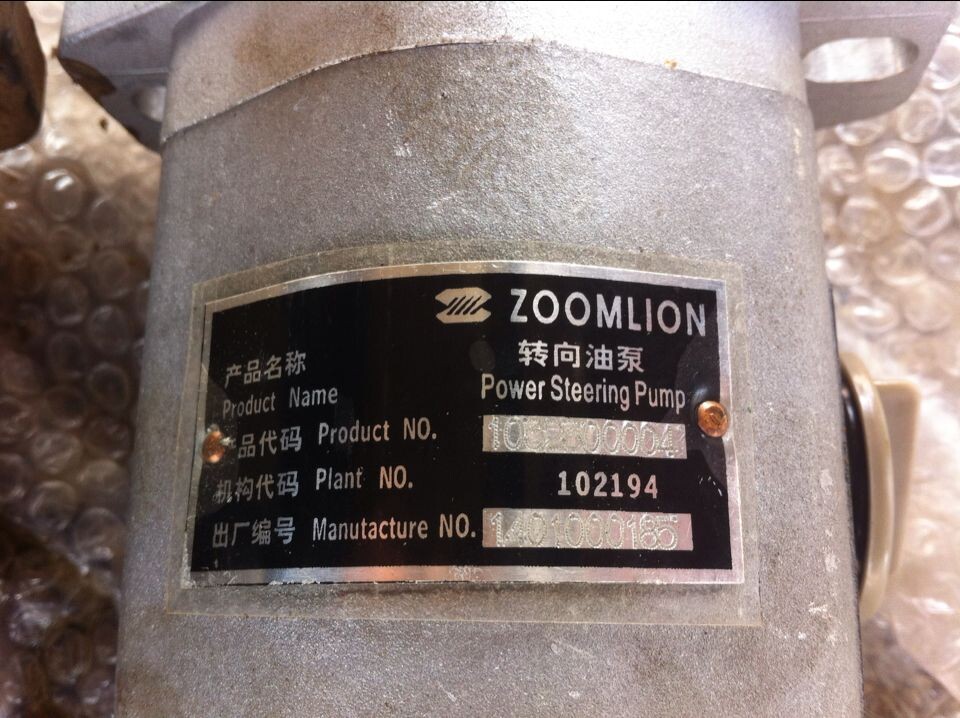 ZOOMLION
产品名称 转向油泵
Product Name Power Steering Pump
产品代码 Product NO.
机构代码 Plant NO. 102194
出厂编号 Manutacture NO. 1401000185